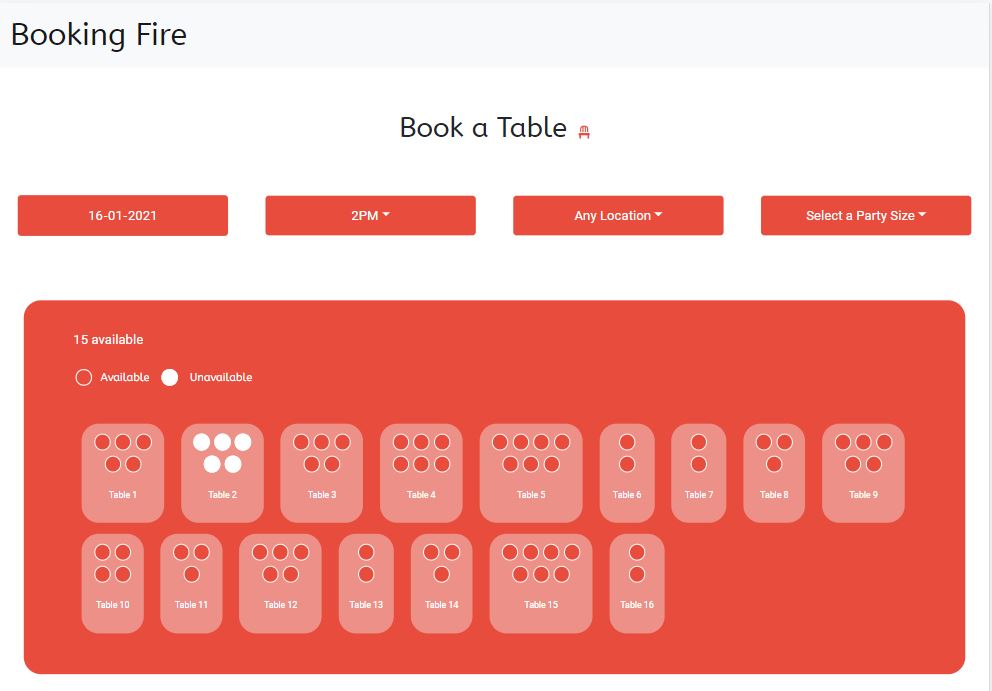 Booking Fire
Book a Table
16-01-2021
2PM
Any Location
Select a Party Size
15 available
Available
Unavailable
Table 1
Table 2
Table 3
Table 4
Table 5
Table 6
Table 7
Table 8
Table 9
Table 10
Table 11
Table 12
Table 13
Table 14
Table 15
Table 16